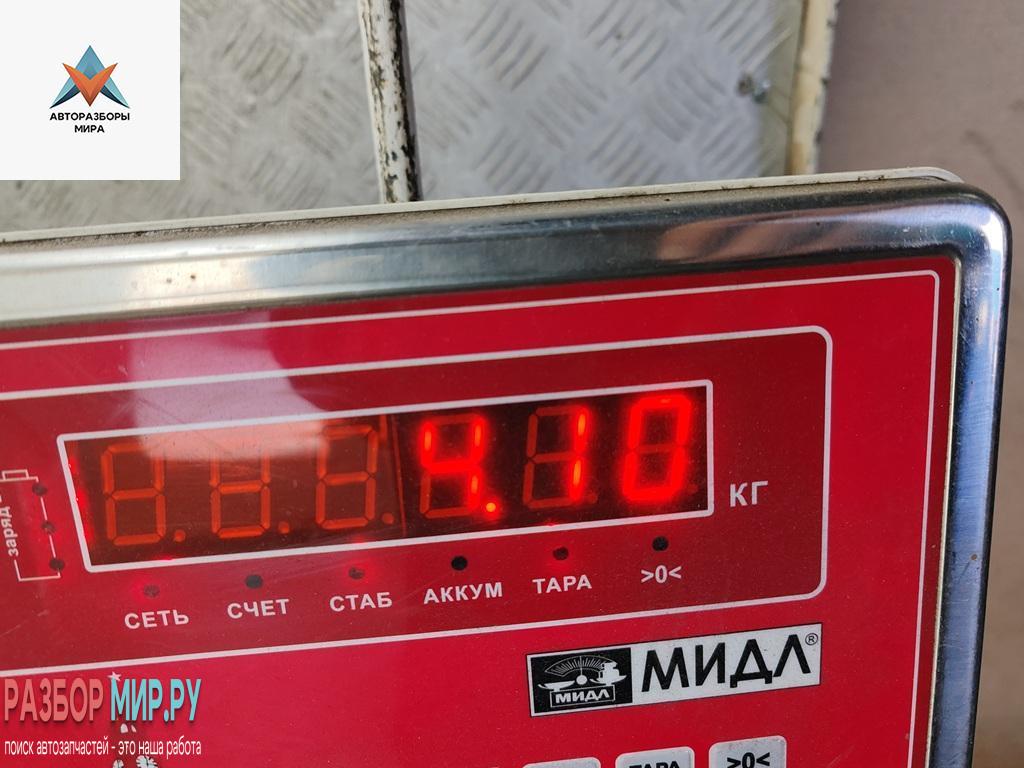 АВТОРАЗБОРЫ
МИРА
4.10
КГ
заряд
СЕТЬ СЧЕТ СТАБ АККУМ ТАРА >0<
МИДЛ МИДЛ®
РАЗБОР МИР.РУ
поиск автозапчастей - это наша работа
ТАРА >0<